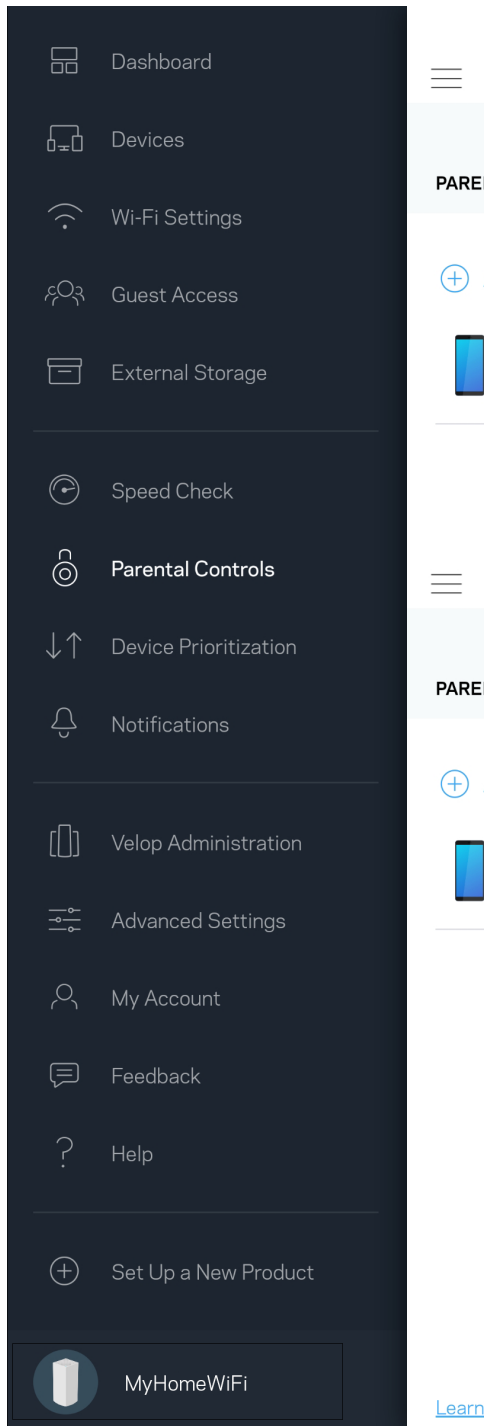 Dashboard
Devices
Wi-Fi Settings
Guest Access
External Storage
Speed Check
Parental Controls
Device Prioritization
Notifications
Velop Administration
Advanced Settings
My Account
Feedback
Help
Set Up a New Product
MyHomeWiFi
PARE
PARE
Learn